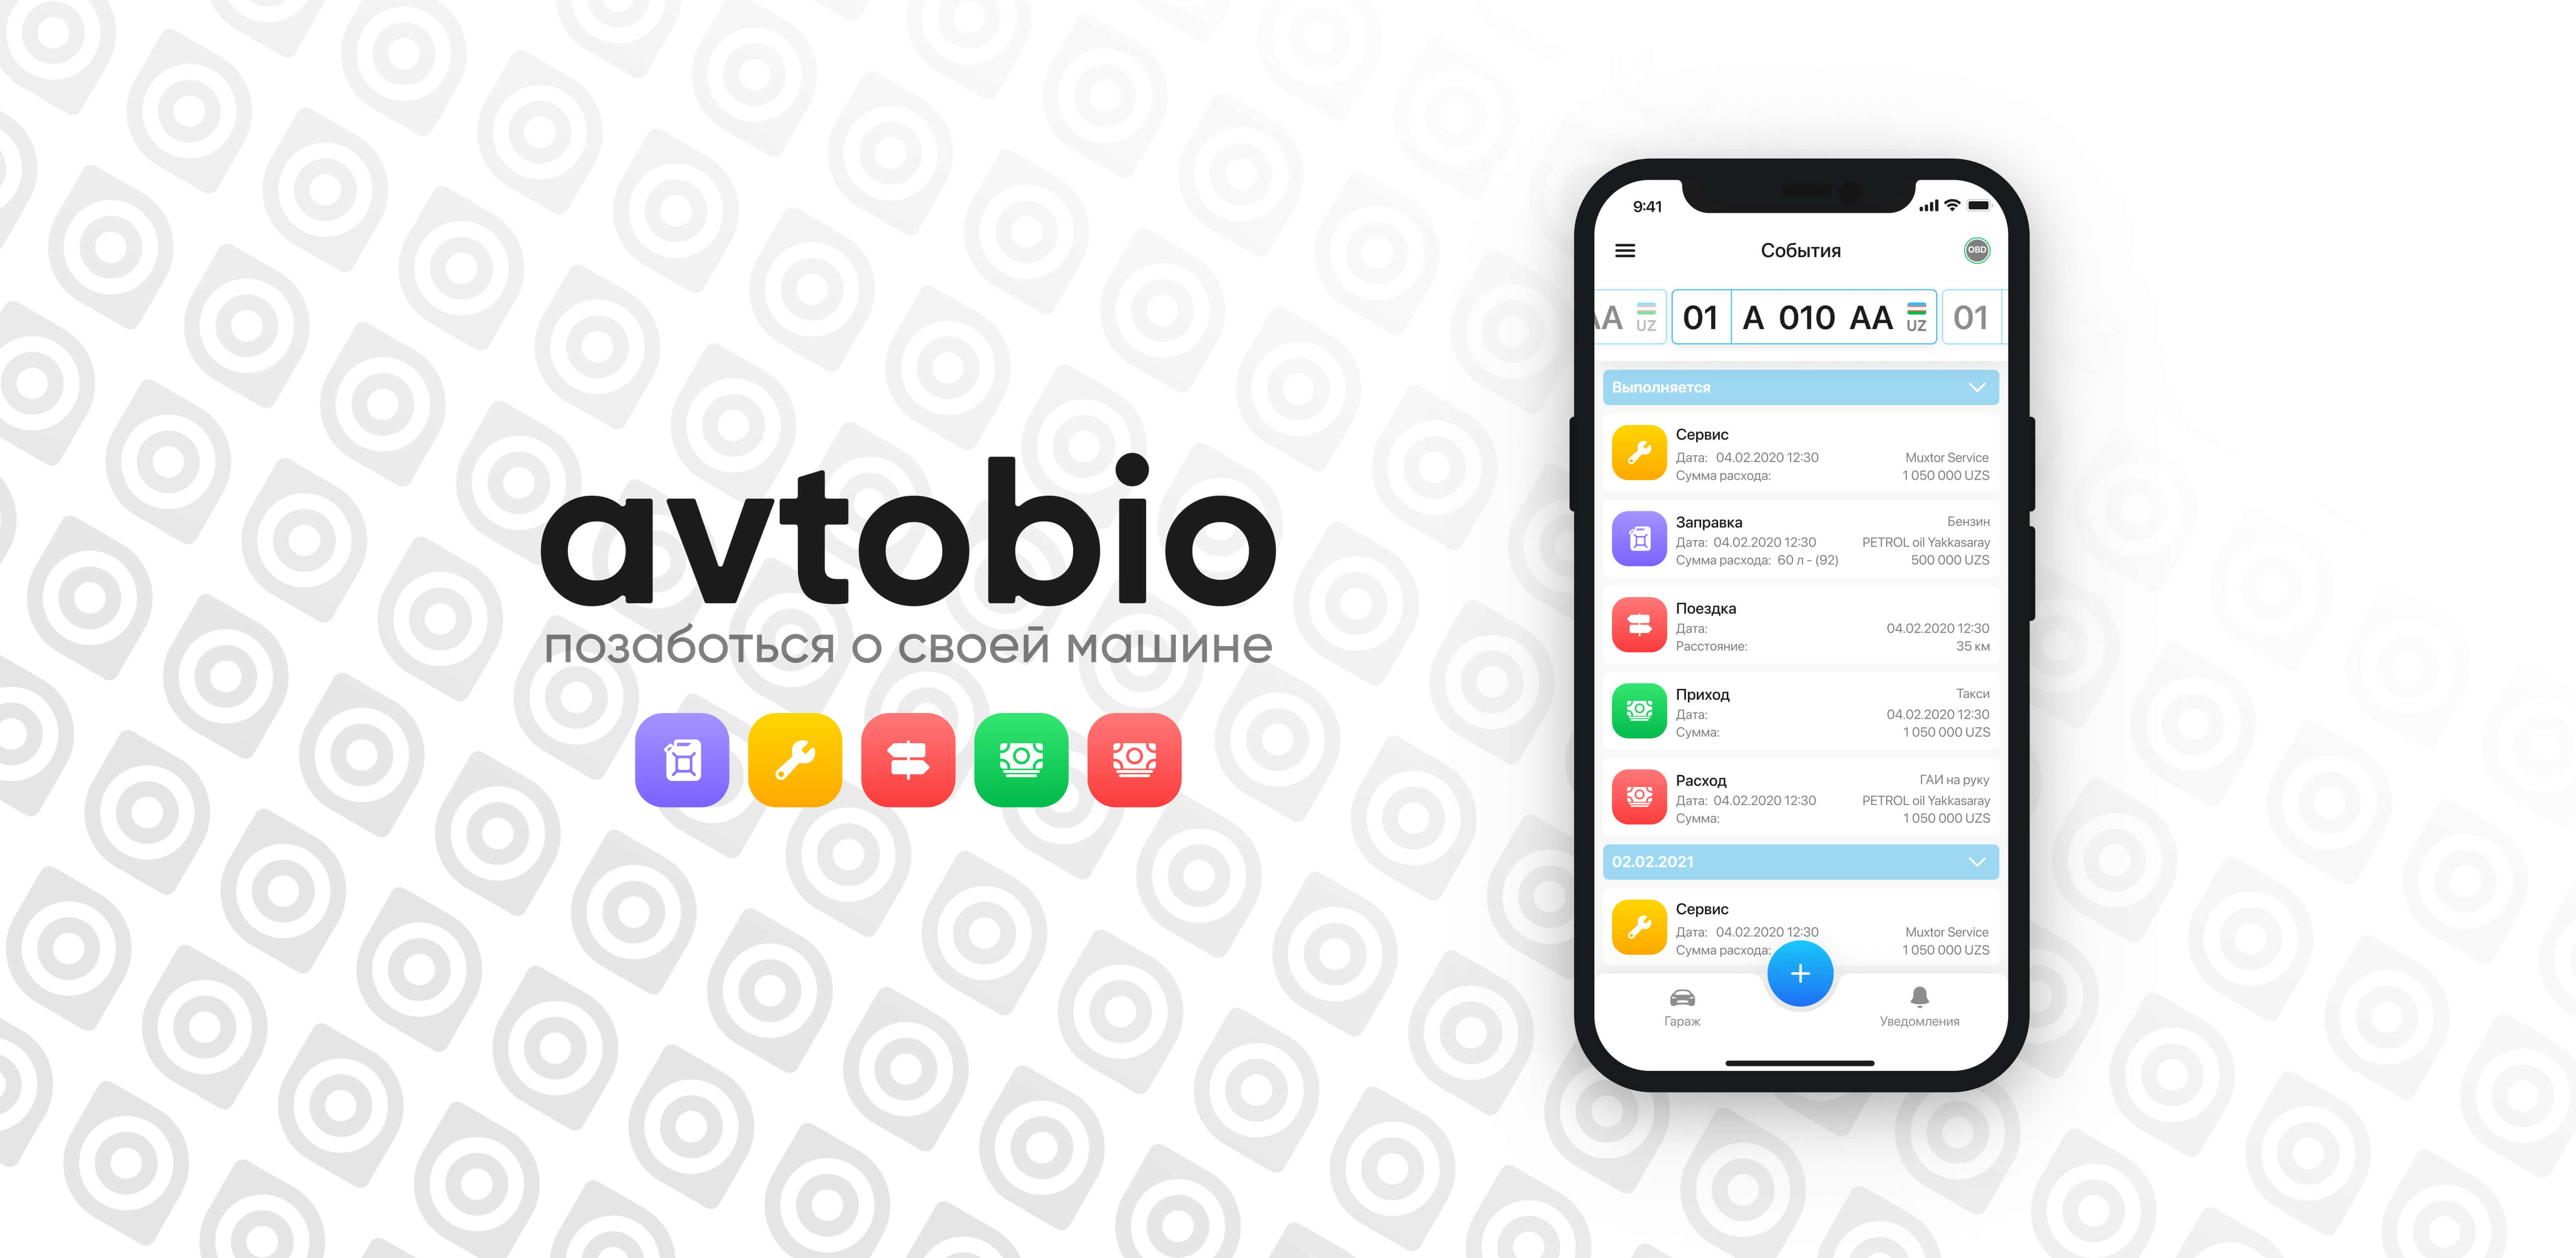 avtobio
позаботься о своей машине
9:41
События
OBD
AA UZ
01 A 010 AA UZ
01
Выполняется
Сервис
Дата: 04.02.2020 12:30 Muxtor Service
Сумма расхода: 1 050 000 UZS
Заправка Бензин
Дата: 04.02.2020 12:30 PETROL oil Yakkasaray
Сумма расхода: 60 л - (92) 500 000 UZS
Поездка
Дата: 04.02.2020 12:30
Расстояние: 35 км
Приход Такси
Дата: 04.02.2020 12:30
Сумма: 1 050 000 UZS
Расход ГАИ на руку
Дата: 04.02.2020 12:30 PETROL oil Yakkasaray
Сумма: 1 050 000 UZS
02.02.2021
Сервис
Дата: 04.02.2020 12:30 Muxtor Service
Сумма расхода: 1 050 000 UZS
Гараж Уведомления